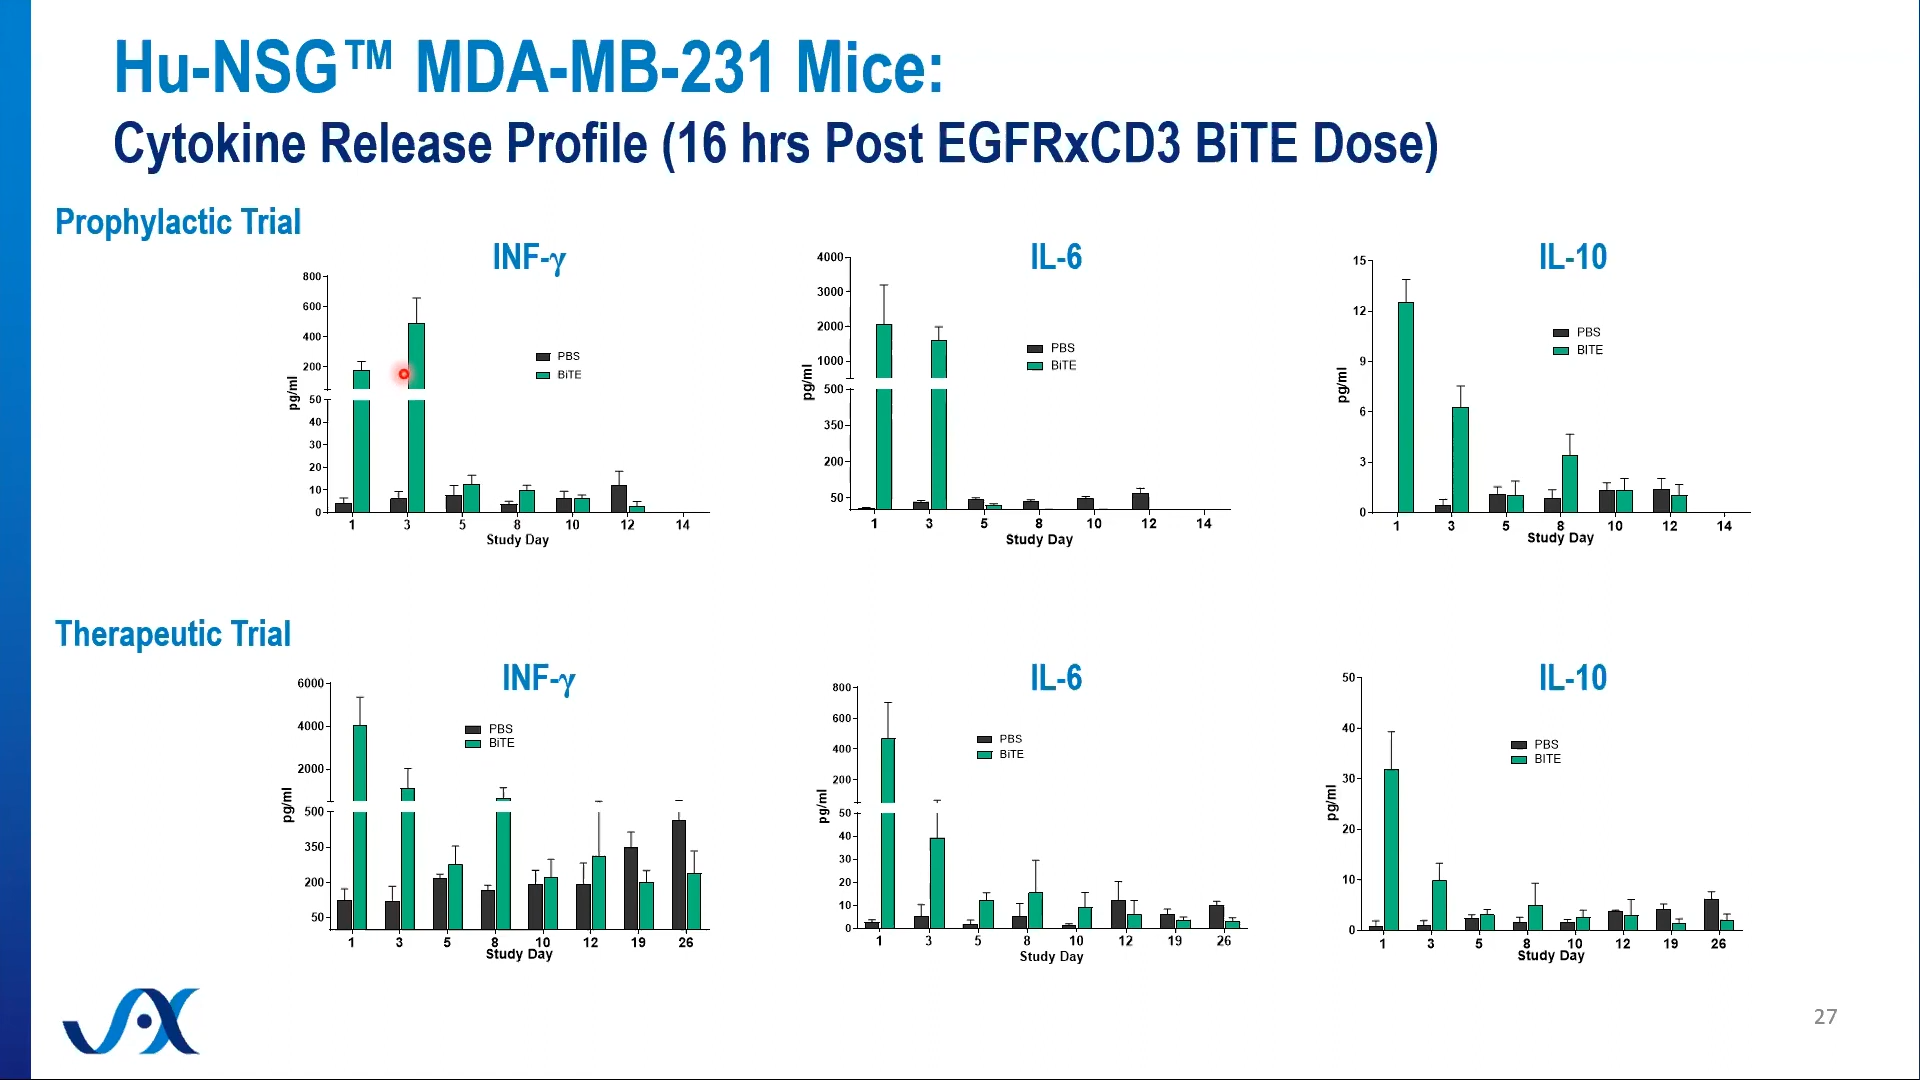 Hu-NSG™ MDA-MB-231 Mice:
Cytokine Release Profile (16 hrs Post EGFRxCD3 BiTE Dose)
Prophylactic Trial
INF-γ
800
600
400
200
50
40
30
20
10
0
pg/ml
PBS
BiTE
1 3 5 8 10 12 14
Study Day
IL-6
4000
3000
2000
1000
500
350
200
50
pg/ml
PBS
BiTE
1 3 5 8 10 12 14
Study Day
IL-10
15
12
9
6
3
0
pg/ml
PBS
BITE
1 3 5 8 10 12 14
Study Day
Therapeutic Trial
INF-γ
6000
4000
2000
500
350
200
50
pg/ml
PBS
BiTE
1 3 5 8 10 12 19 26
Study Day
IL-6
800
600
400
200
50
40
30
20
10
0
pg/ml
PBS
BiTE
1 3 5 8 10 12 19 26
Study Day
IL-10
50
40
30
20
10
0
pg/ml
PBS
BITE
1 3 5 8 10 12 19 26
Study Day
JAX
27